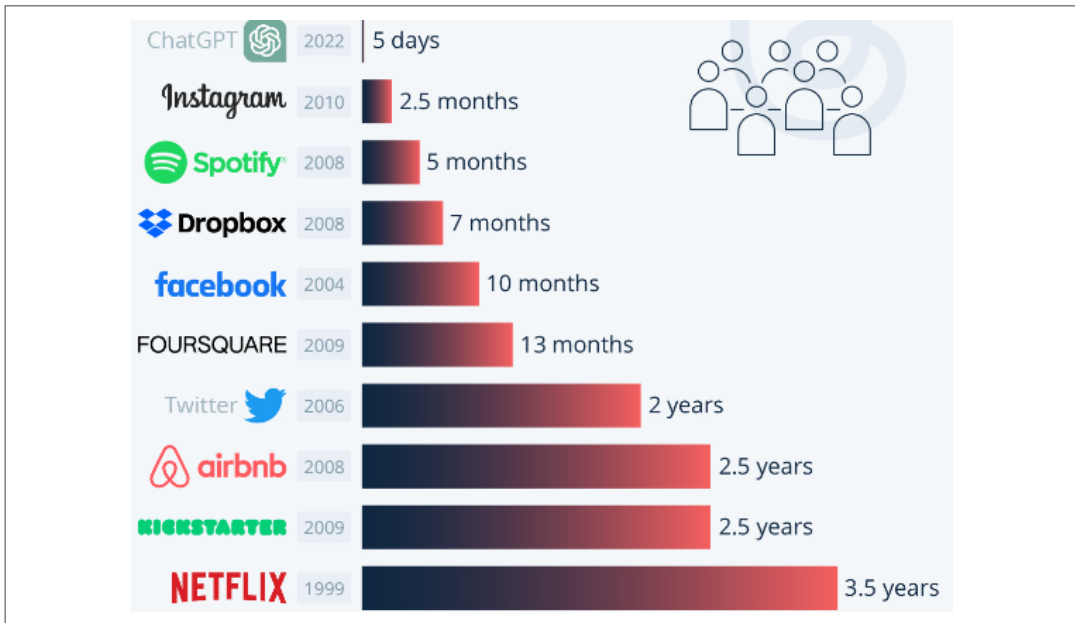 ChatGPT 2022 5 days
Instagram 2010 2.5 months
Spotify 2008 5 months
Dropbox 2008 7 months
facebook 2004 10 months
FOURSQUARE 2009 13 months
Twitter 2006 2 years
airbnb 2008 2.5 years
KICKSTARTER 2009 2.5 years
NETFLIX 1999 3.5 years